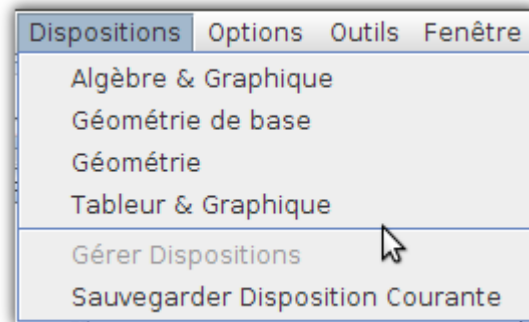 Dispositions Options Outils Fenêtre
Algèbre & Graphique
Géométrie de base
Géométrie
Tableur & Graphique
Gérer Dispositions
Sauvegarder Disposition Courante